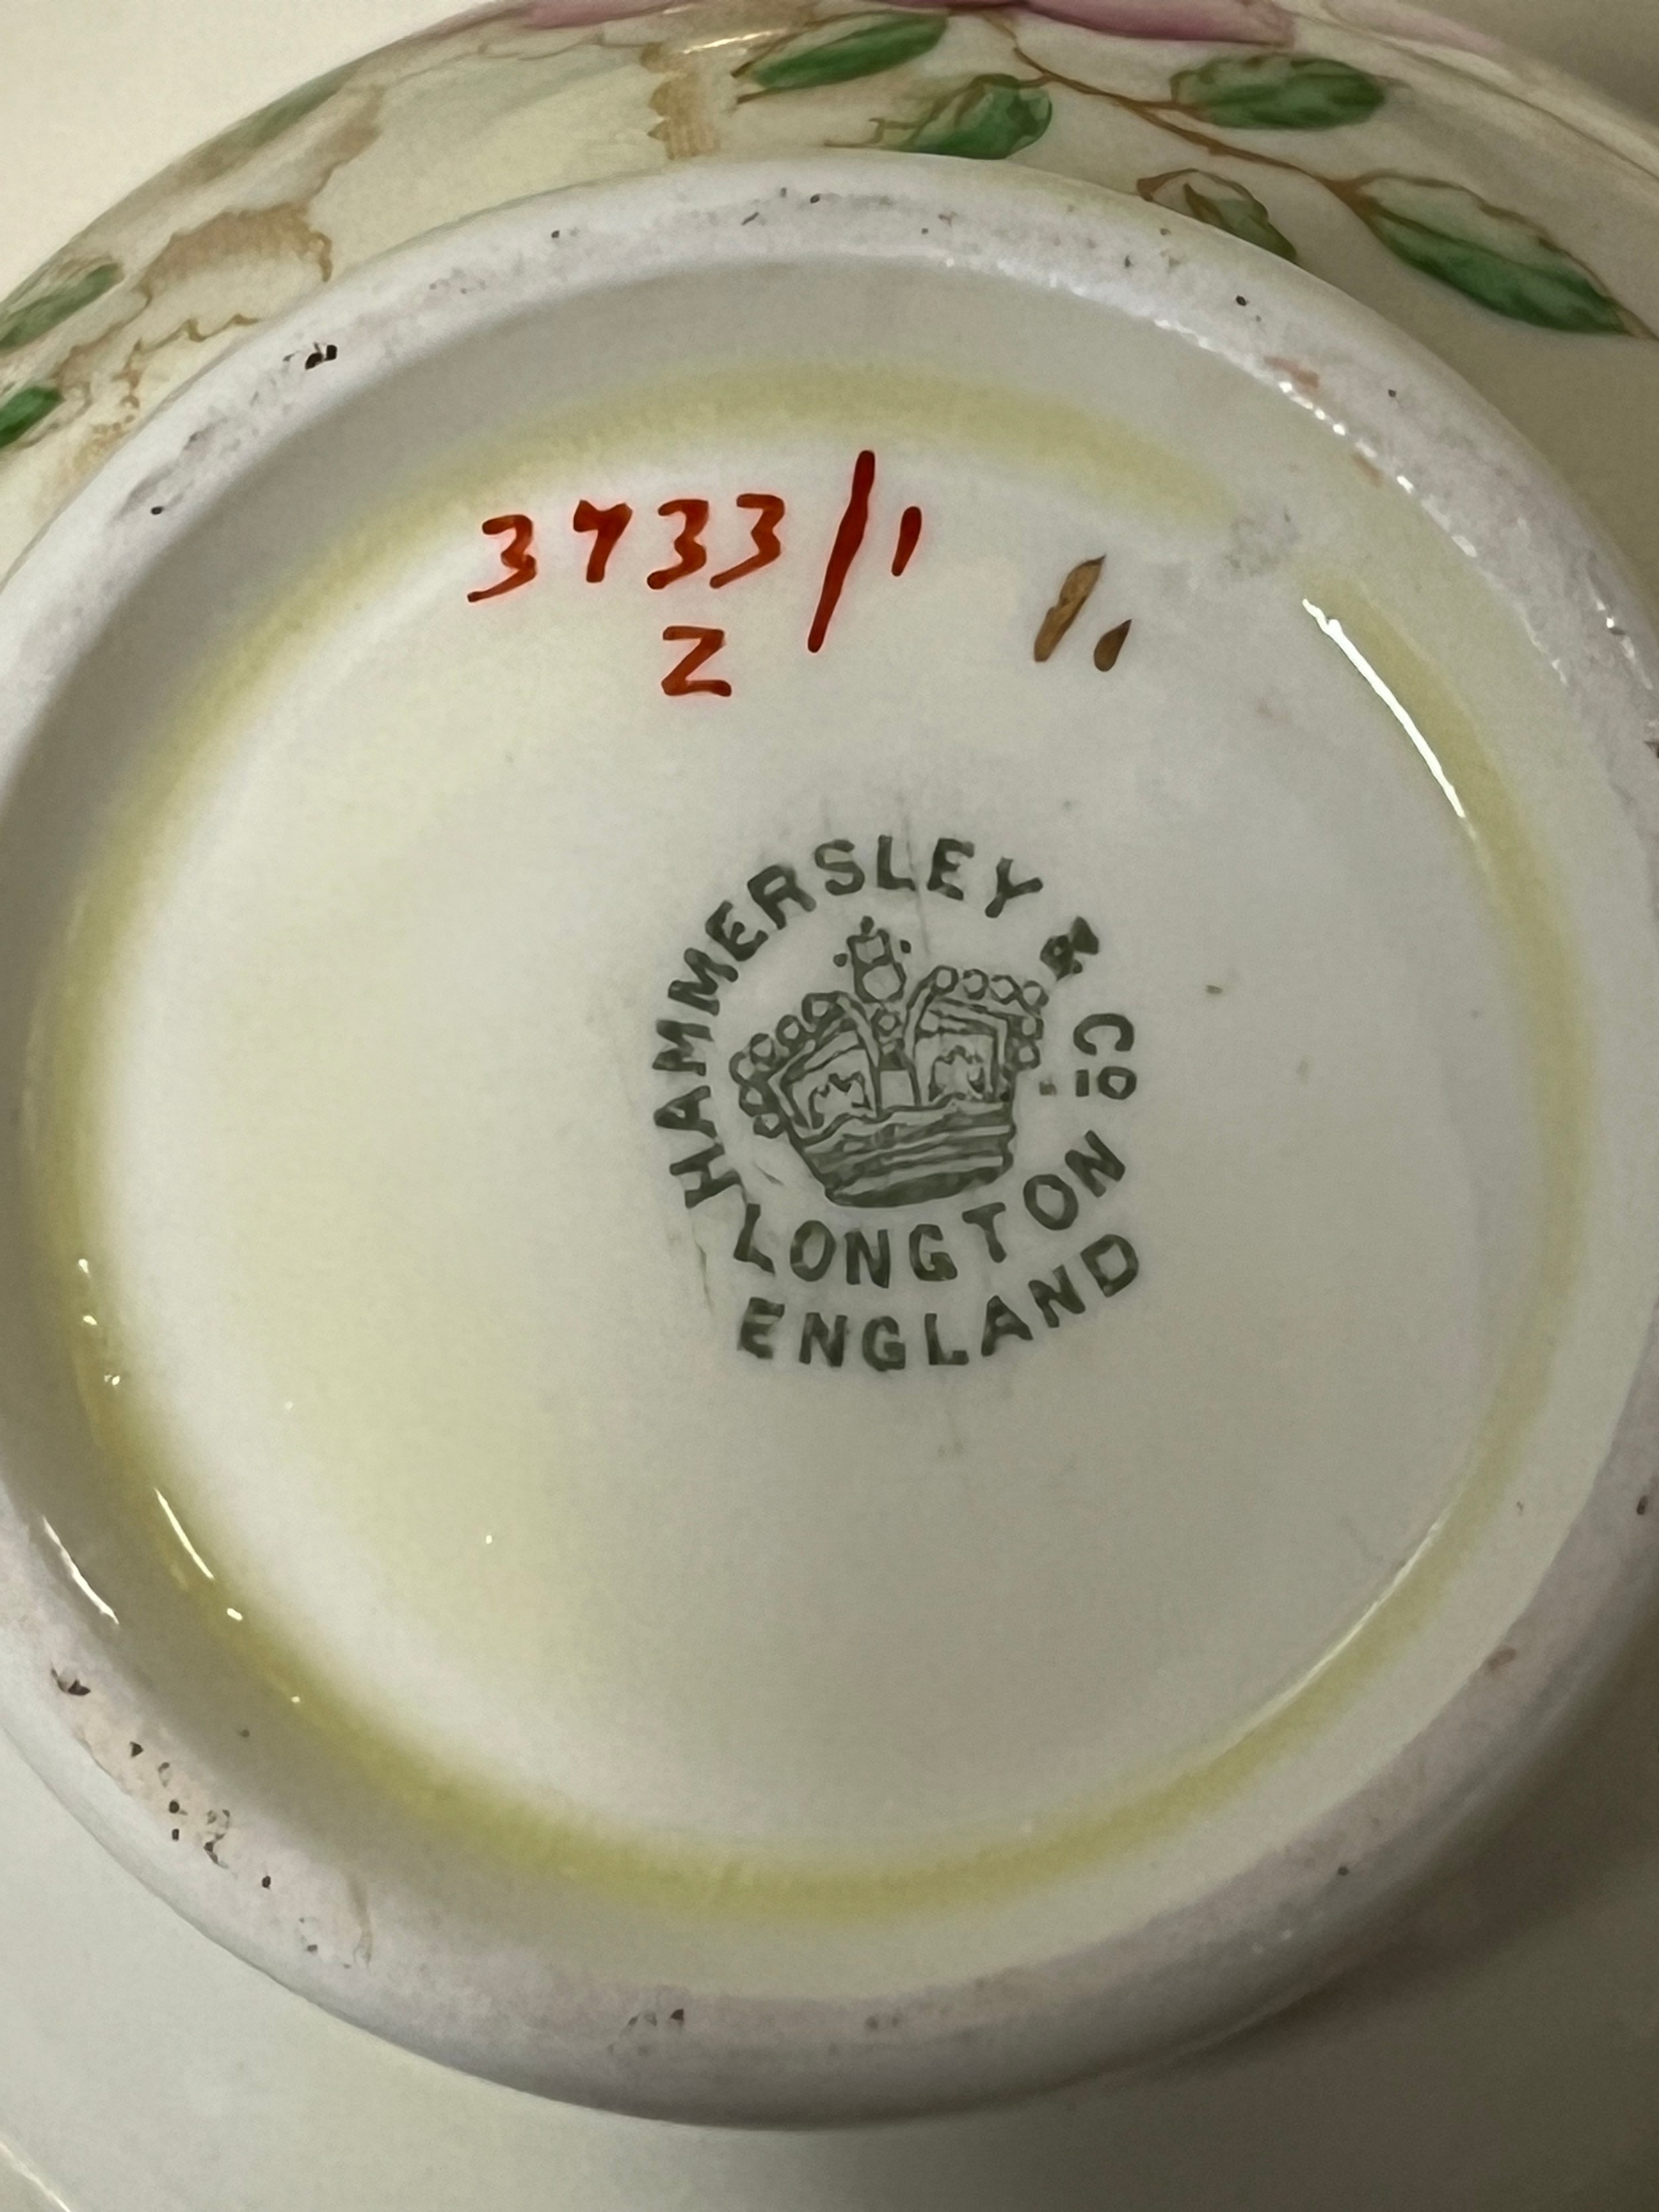 3733/1
Z
HAMMERSLEY & Co
LONGTON
ENGLAND